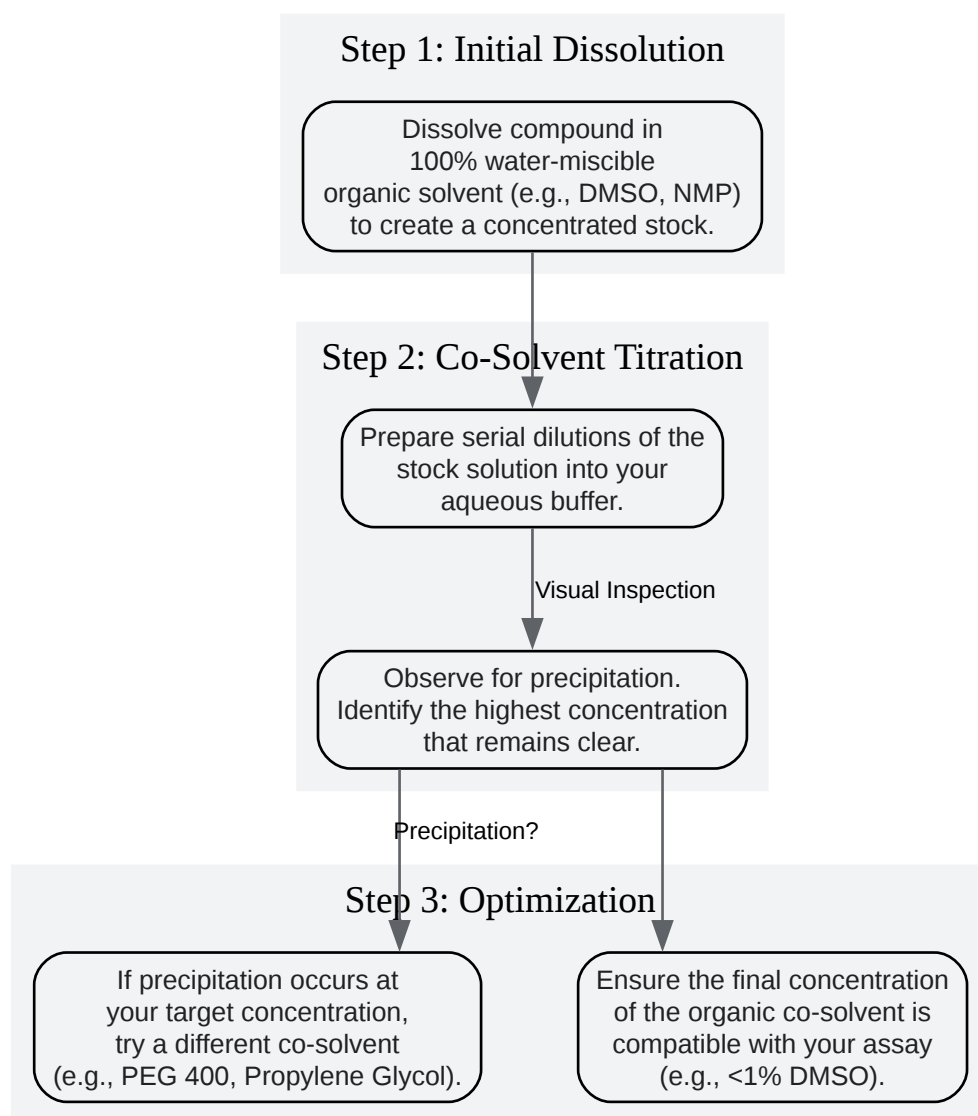 Step 1: Initial Dissolution
Dissolve compound in
100% water-miscible
organic solvent (e.g., DMSO, NMP)
to create a concentrated stock.
Step 2: Co-Solvent Titration
Prepare serial dilutions of the
stock solution into your
aqueous buffer.
Visual Inspection
Observe for precipitation.
Identify the highest concentration
that remains clear.
Precipitation?
Step 3: Optimization
If precipitation occurs at
your target concentration,
try a different co-solvent
(e.g., PEG 400, Propylene Glycol).
Ensure the final concentration
of the organic co-solvent is
compatible with your assay
(e.g., <1% DMSO).